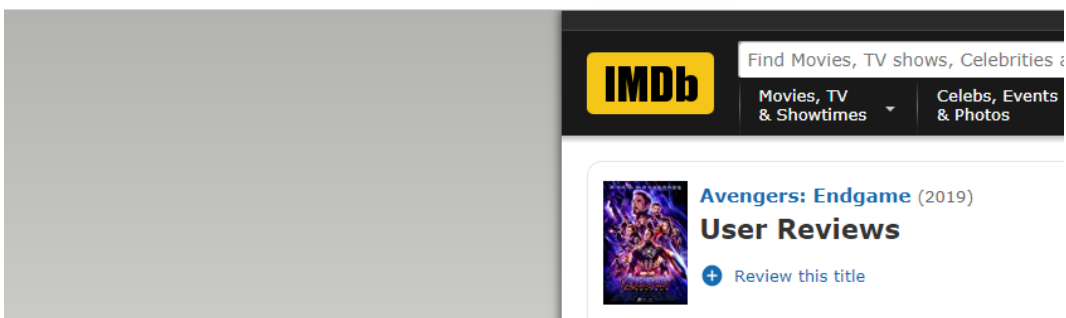 IMDb
Find Movies, TV shows, Celebrities
Movies, TV
& Showtimes
Celebs, Events
& Photos
Avengers: Endgame (2019)
User Reviews
Review this title